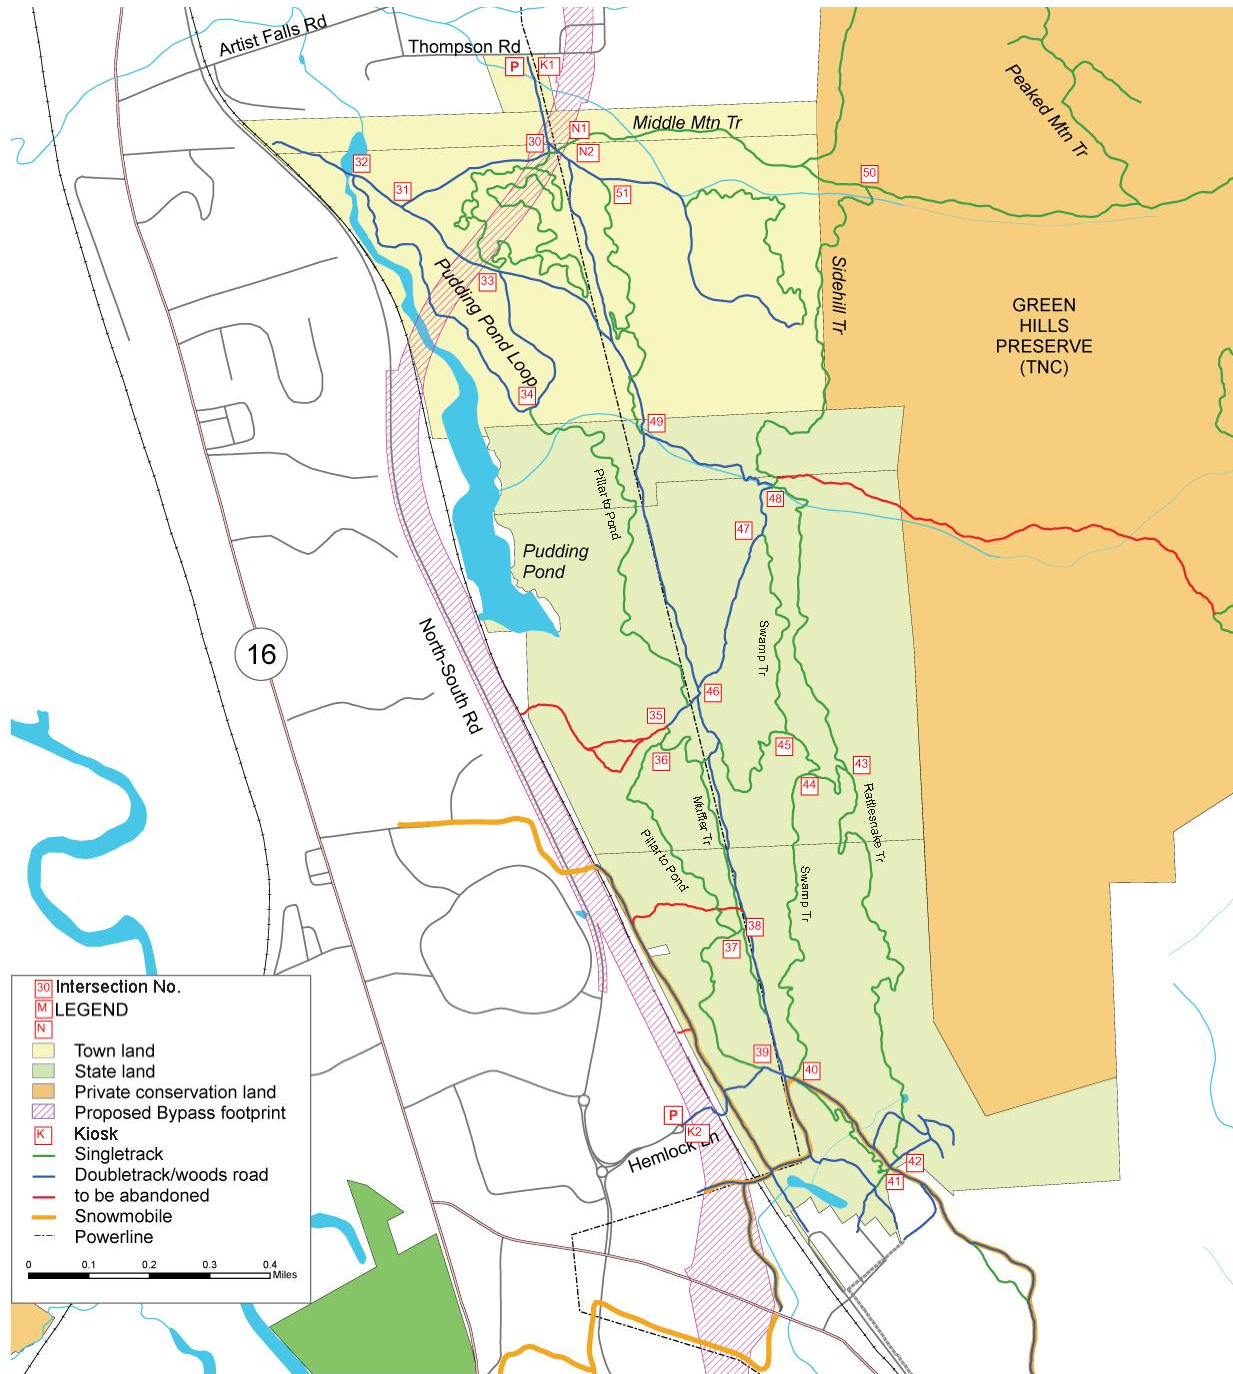 Artist Falls Rd
Thompson Rd
P
K1
N1
30
N2
Middle Mtn Tr
Peaked Mtn Tr
32
31
51
50
33
Pudding Pond Loop
Sidehill Tr
GREEN
HILLS
PRESERVE
(TNC)
34
49
Pillar to Pond
48
47
Pudding
Pond
Swamp Tr
16
North-South Rd
46
35
36
45
44
43
Muffler Tr
Rattlesnake Tr
Pillar to Pond
Swamp Tr
38
37
39
40
P
K2
Hemlock Ln
42
41
30 Intersection No.
M LEGEND
N
Town land
State land
Private conservation land
Proposed Bypass footprint
K Kiosk
Singletrack
Doubletrack/woods road
to be abandoned
Snowmobile
Powerline
0 0.1 0.2 0.3 0.4
Miles